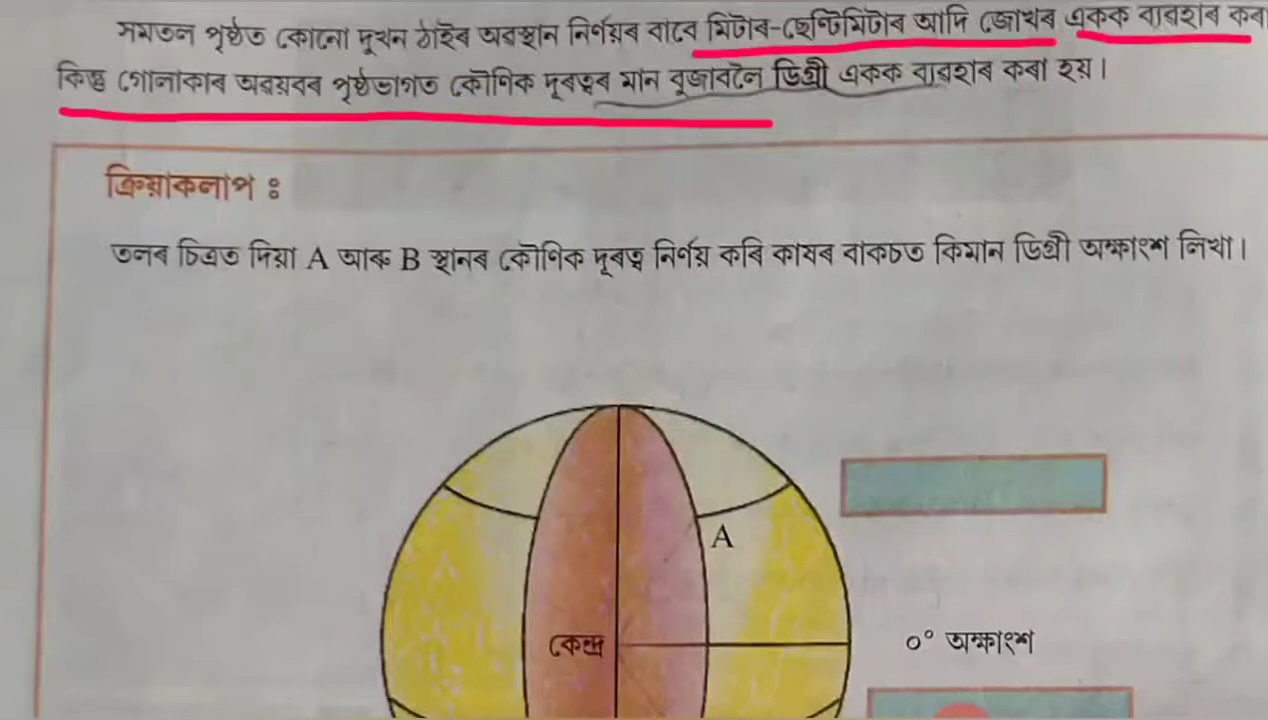 সমতল পৃষ্ঠত কোনো দুখন ঠাইৰ অৱস্থান নিৰ্ণয়ৰ বাবে মিটাৰ-ছেণ্টিমিটাৰ আদি জোখৰ একক ব্যৱহাৰ কৰা
কিন্তু গোলাকাৰ অৱয়বৰ পৃষ্ঠভাগত কৌণিক দূৰত্বৰ মান বুজাবলৈ ডিগ্ৰী একক ব্যৱহাৰ কৰা হয়।
ক্ৰিয়াকলাপ ঃ
তলৰ চিত্ৰত দিয়া A আৰু B স্থানৰ কৌণিক দূৰত্ব নিৰ্ণয় কৰি কাষৰ বাকচত কিমান ডিগ্ৰী অক্ষাংশ লিখা।
A
কেন্দ্ৰ
০° অক্ষাংশ